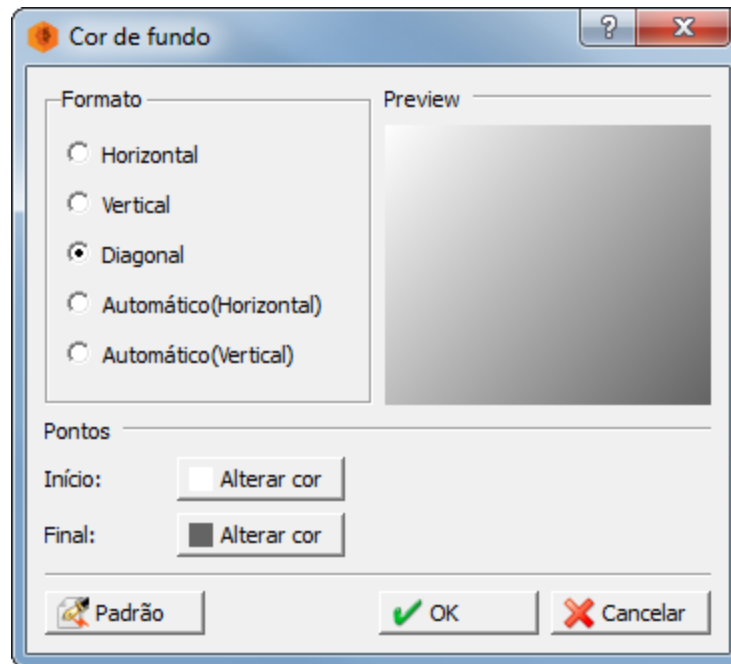 Cor de fundo
Formato
Preview
Horizontal
Vertical
Diagonal
Automático(Horizontal)
Automático(Vertical)
Pontos
Início:
Alterar cor
Final:
Alterar cor
Padrão
OK
Cancelar